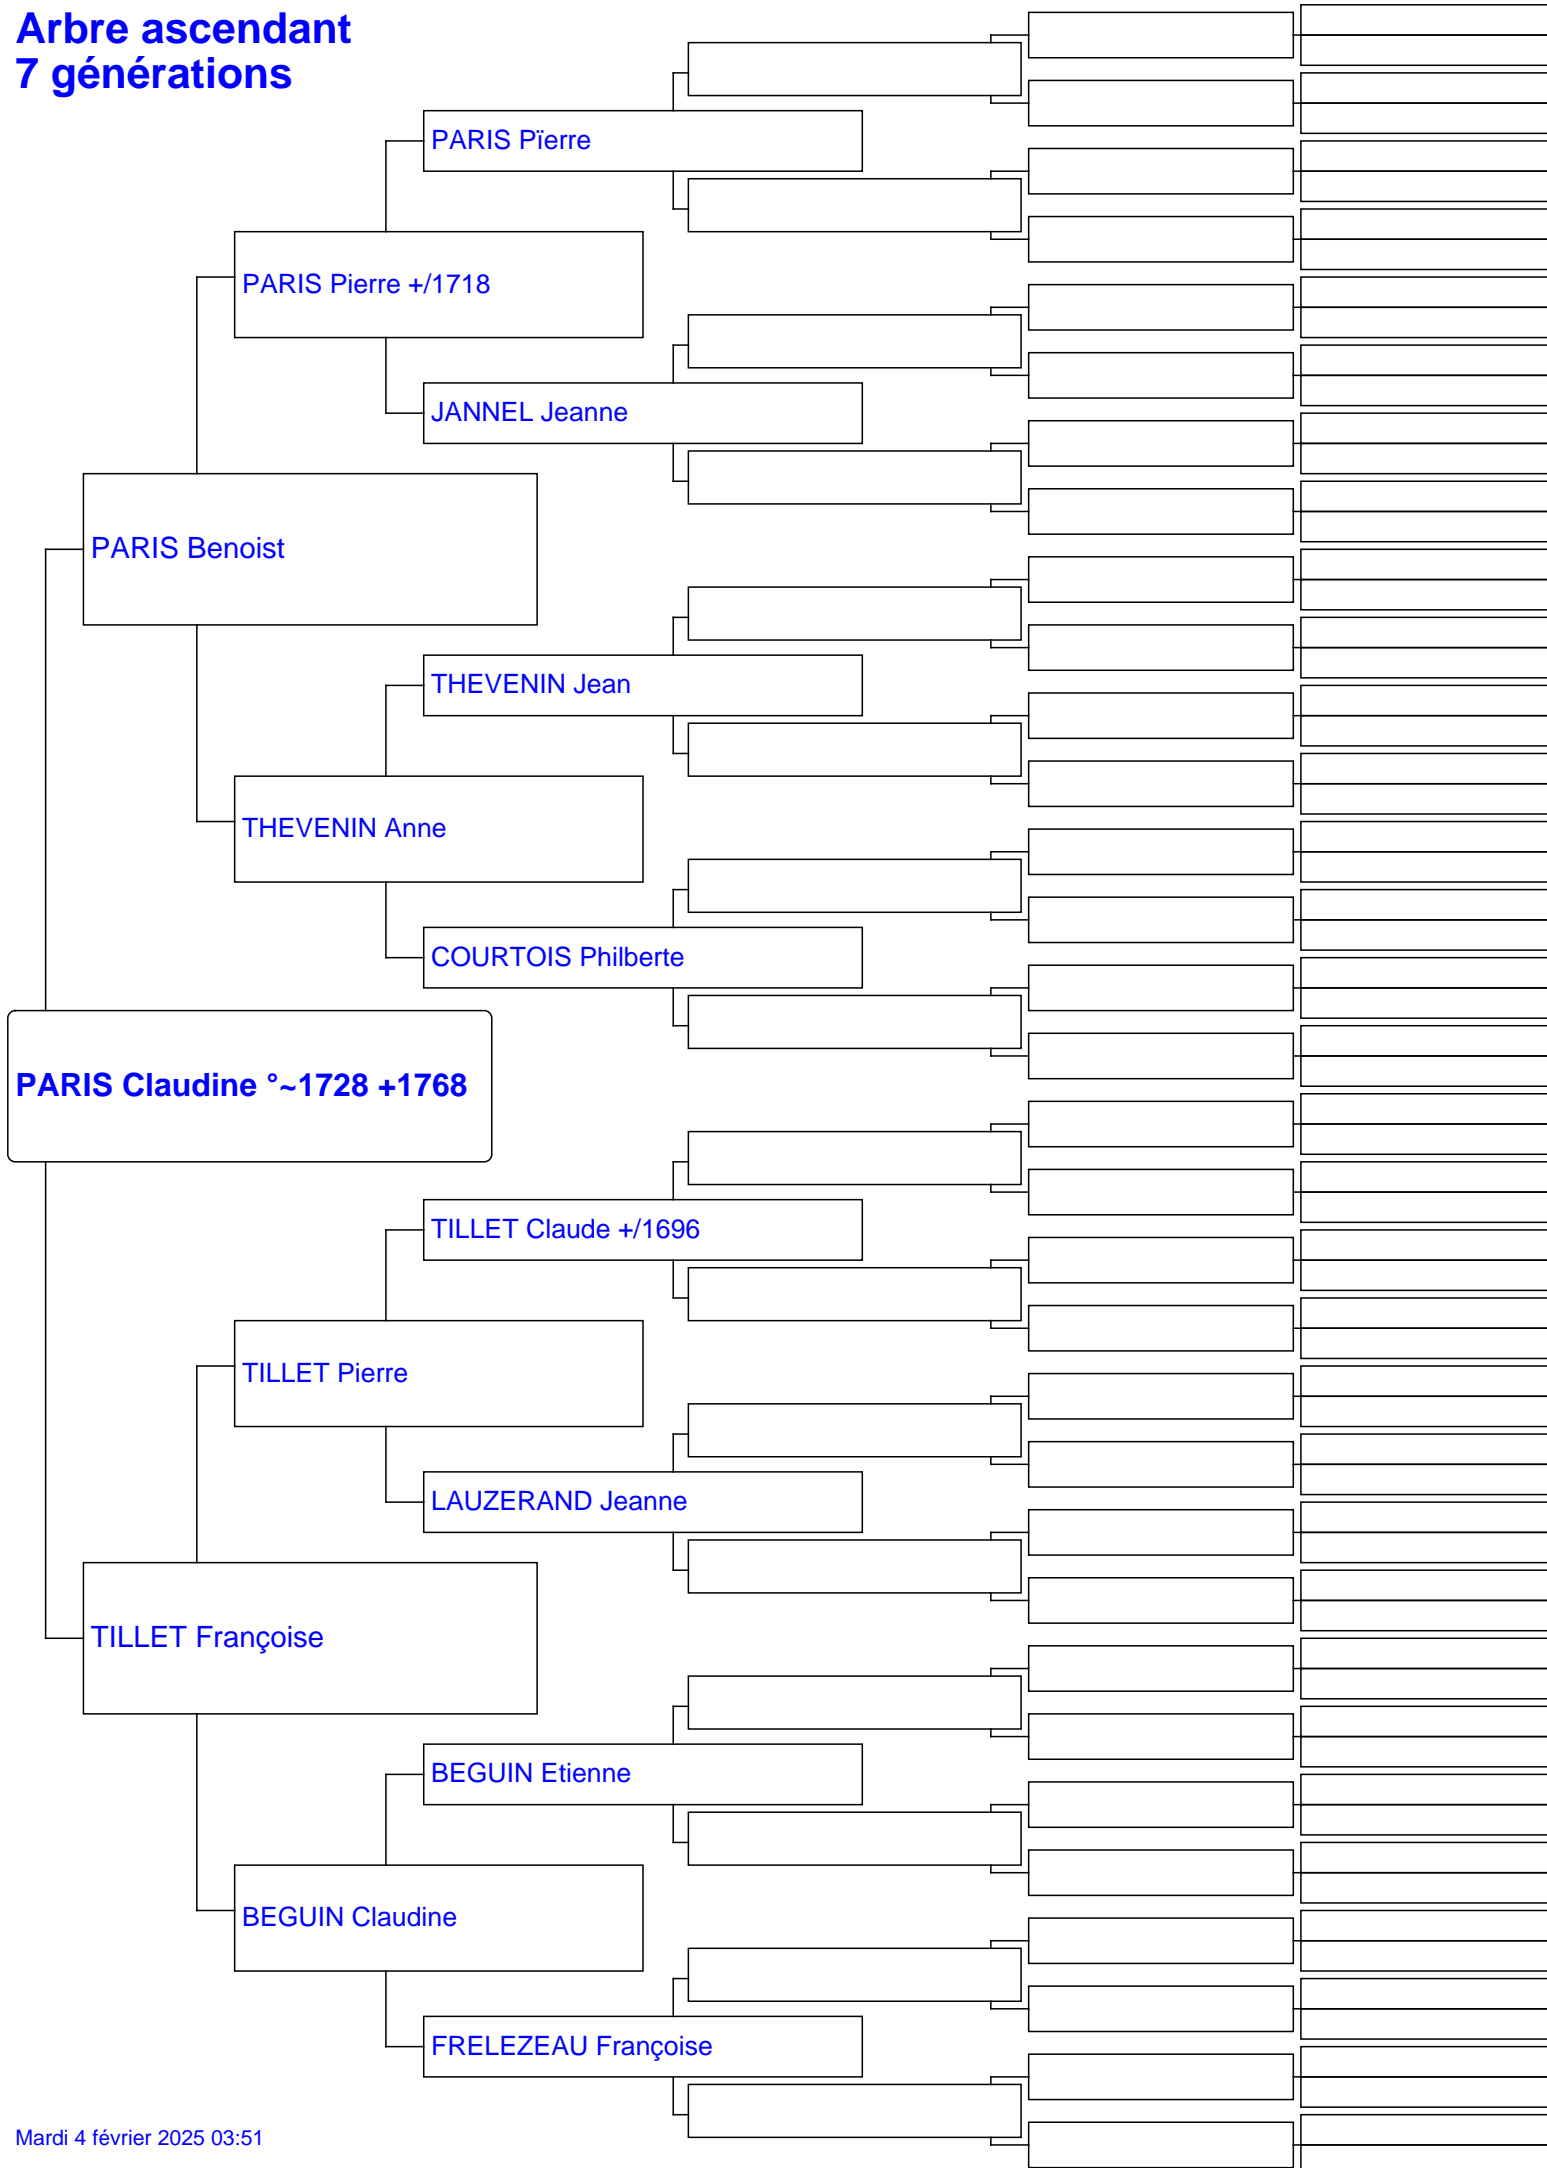 Arbre ascendant
7 générations
PARIS Pïerre
PARIS Pierre +/1718
JANNEL Jeanne
PARIS Benoist
THEVENIN Jean
THEVENIN Anne
COURTOIS Philberte
PARIS Claudine °~1728 +1768
TILLET Claude +/1696
TILLET Pierre
LAUZERAND Jeanne
TILLET Françoise
BEGUIN Etienne
BEGUIN Claudine
FRELEZEAU Françoise
Mardi 4 février 2025 03:51